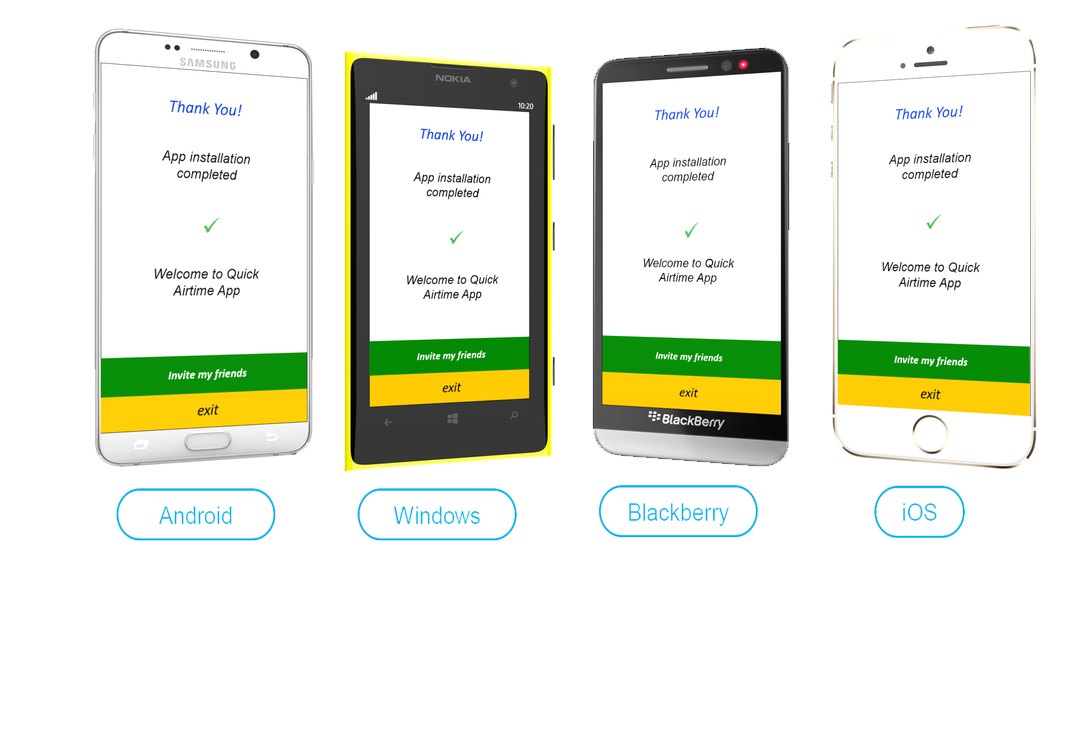 SAMSUNG
Thank You!
App installation
completed
✓
Welcome to Quick
Airtime App
Invite my friends
exit
Android
NOKIA
10:20
Thank You!
App installation
completed
✓
Welcome to Quick
Airtime App
Invite my friends
exit
Windows
Thank You!
App installation
completed
✓
Welcome to Quick
Airtime App
Invite my friends
exit
BlackBerry
Blackberry
Thank You!
App installation
completed
✓
Welcome to Quick
Airtime App
Invite my friends
exit
iOS